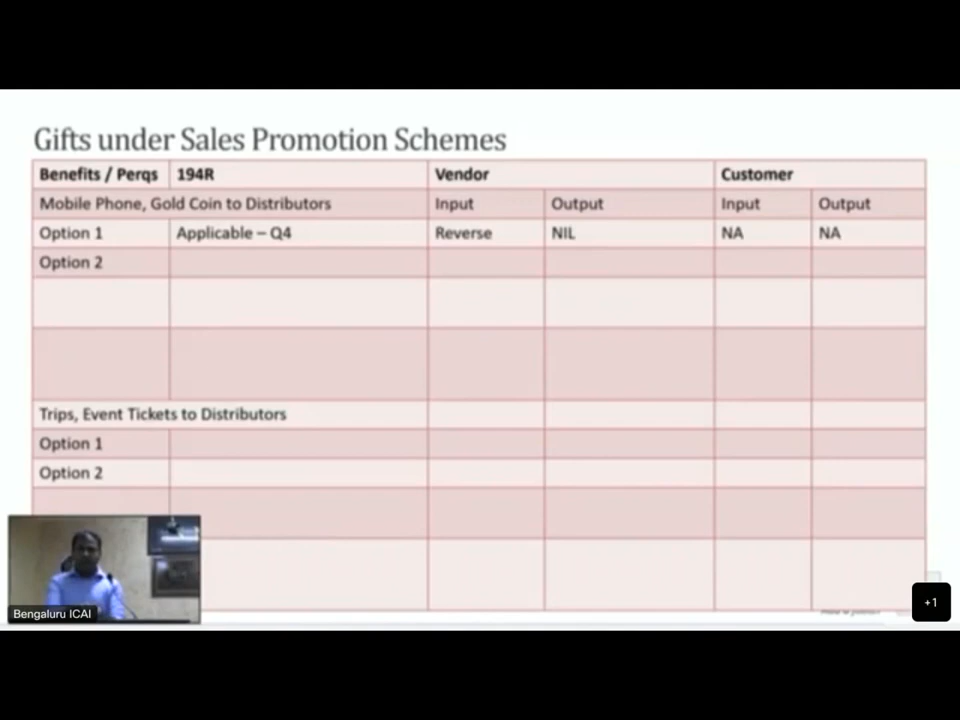 Gifts under Sales Promotion Schemes
Benefits / Perqs 194R Vendor Customer
Mobile Phone, Gold Coin to Distributors Input Output Input Output
Option 1 Applicable – Q4 Reverse NIL NA NA
Option 2
Trips, Event Tickets to Distributors
Option 1
Option 2
Bengaluru ICAI
+1